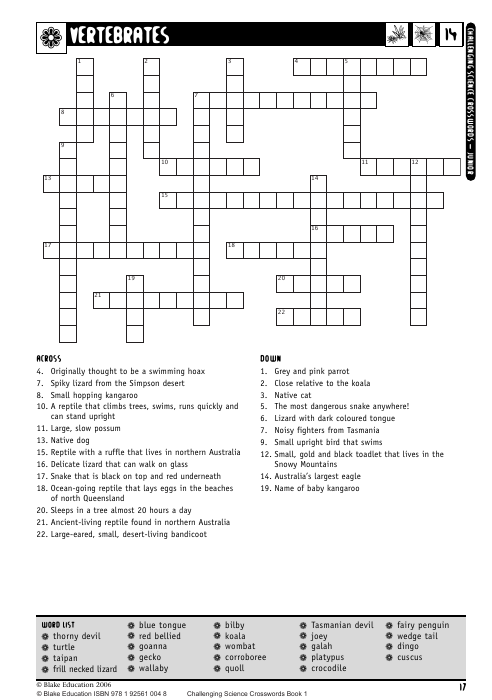 VERTEBRATES
14
CHALLENGING SCIENCE CROSSWORDS – JUNIOR
1
2
3
4
5
6
7
8
9
10
11
12
13
14
15
16
17
18
19
20
21
22
ACROSS
4. Originally thought to be a swimming hoax
7. Spiky lizard from the Simpson desert
8. Small hopping kangaroo
10. A reptile that climbs trees, swims, runs quickly and
can stand upright
11. Large, slow possum
13. Native dog
15. Reptile with a ruffle that lives in northern Australia
16. Delicate lizard that can walk on glass
17. Snake that is black on top and red underneath
18. Ocean-going reptile that lays eggs in the beaches
of north Queensland
20. Sleeps in a tree almost 20 hours a day
21. Ancient-living reptile found in northern Australia
22. Large-eared, small, desert-living bandicoot
DOWN
1. Grey and pink parrot
2. Close relative to the koala
3. Native cat
5. The most dangerous snake anywhere!
6. Lizard with dark coloured tongue
7. Noisy fighters from Tasmania
9. Small upright bird that swims
12. Small, gold and black toadlet that lives in the
Snowy Mountains
14. Australia's largest eagle
19. Name of baby kangaroo
WORD LIST
thorny devil
turtle
taipan
frill necked lizard
blue tongue
red bellied
goanna
gecko
wallaby
bilby
koala
wombat
corroboree
quoll
Tasmanian devil
joey
galah
platypus
crocodile
fairy penguin
wedge tail
dingo
cuscus
© Blake Education 2006
17
© Blake Education ISBN 978 1 92561 004 8 Challenging Science Crosswords Book 1